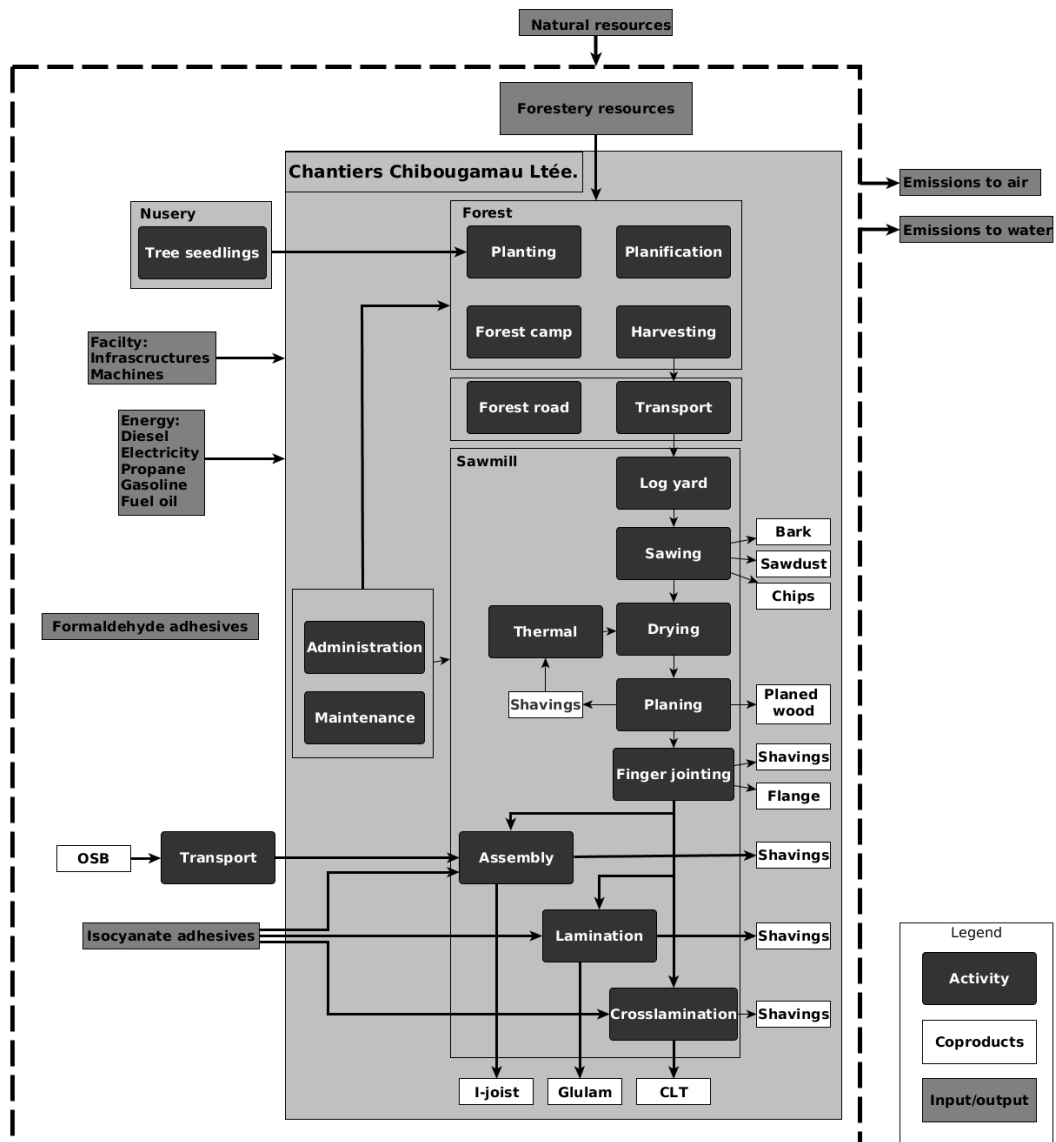 Natural resources
Forestery resources
Chantiers Chibougamau Ltée.
Emissions to air
Emissions to water
Nusery
Tree seedlings
Forest
Planting
Planification
Forest camp
Harvesting
Facilty:
Infrascructures
Machines
Forest road
Transport
Energy:
Diesel
Electricity
Propane
Gasoline
Fuel oil
Sawmill
Log yard
Sawing
Bark
Sawdust
Chips
Formaldehyde adhesives
Administration
Maintenance
Thermal
Drying
Shavings
Planing
Planed
wood
Finger jointing
Shavings
Flange
OSB
Transport
Assembly
Shavings
Isocyanate adhesives
Lamination
Shavings
Crosslamination
Shavings
I-joist
Glulam
CLT
Legend
Activity
Coproducts
Input/output